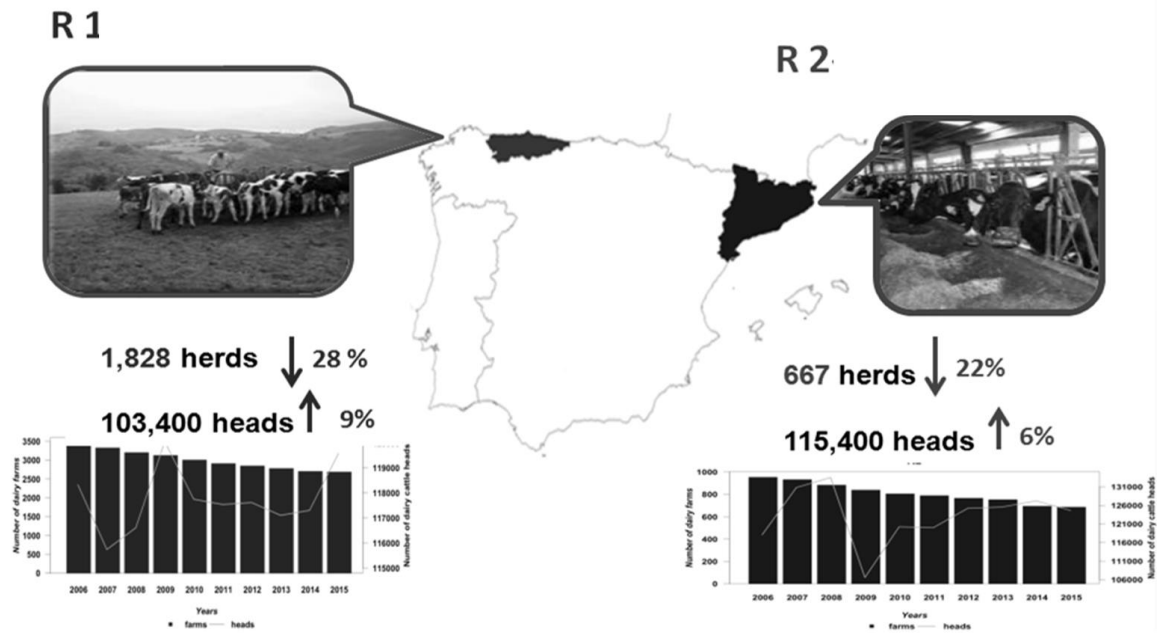 R 1
R 2
1,828 herds ↓ 28 %
103,400 heads ↑ 9%
667 herds ↓ 22%
115,400 heads ↑ 6%
Number of dairy farms
3500
3000
2500
2000
1500
1000
500
0
119000
118000
117000
116000
115000
Number of dairy cattle heads
2006 2007 2008 2009 2010 2011 2012 2013 2014 2015
Years
farms heads
Number of dairy farms
1000
800
600
400
200
0
131000
126000
121000
116000
111000
106000
Number of dairy cattle heads
2006 2007 2008 2009 2010 2011 2012 2013 2014 2015
Years
farms heads